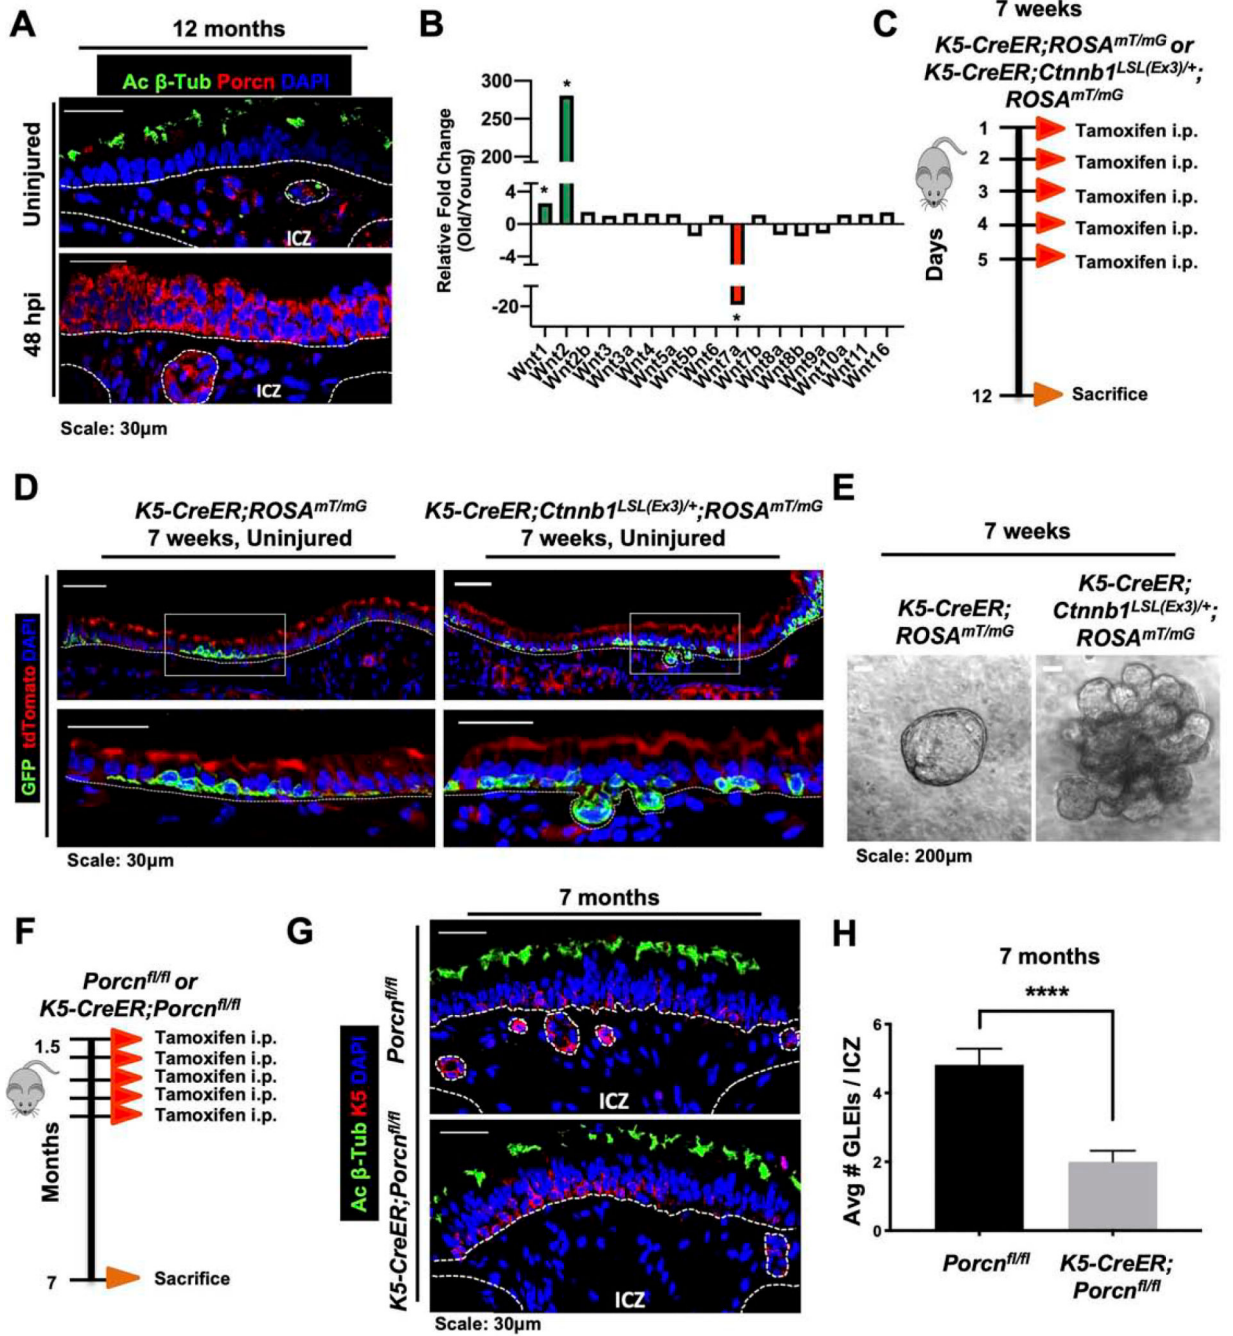 A
12 months
Ac β-Tub Porcn DAPI
Uninjured
ICZ
48 hpi
ICZ
Scale: 30µm
B
Relative Fold Change
(Old/Young)
300
250
200
4
0
-4
-20
*
*
*
Wnt1
Wnt2
Wnt2b
Wnt3
Wnt3a
Wnt4
Wnt5a
Wnt5b
Wnt6
Wnt7a
Wnt7b
Wnt8a
Wnt8b
Wnt9a
Wnt10a
Wnt11
Wnt16
C
7 weeks
K5-CreER;ROSAmT/mG or
K5-CreER;Ctnnb1LSL(Ex3)/+;
ROSAmT/mG
Days
1 Tamoxifen i.p.
2 Tamoxifen i.p.
3 Tamoxifen i.p.
4 Tamoxifen i.p.
5 Tamoxifen i.p.
12 Sacrifice
D
K5-CreER;ROSAmT/mG
7 weeks, Uninjured
K5-CreER;Ctnnb1LSL(Ex3)/+;ROSAmT/mG
7 weeks, Uninjured
GFP tdTomato DAPI
Scale: 30µm
E
7 weeks
K5-CreER;
ROSAmT/mG
K5-CreER;
Ctnnb1LSL(Ex3)/+;
ROSAmT/mG
Scale: 200µm
F
Porcnfl/fl or
K5-CreER;Porcnfl/fl
Months
1.5
Tamoxifen i.p.
Tamoxifen i.p.
Tamoxifen i.p.
Tamoxifen i.p.
Tamoxifen i.p.
7 Sacrifice
G
7 months
Ac β-Tub K5 DAPI
Porcnfl/fl
ICZ
K5-CreER;Porcnfl/fl
ICZ
Scale: 30µm
H
7 months
****
Avg # GLEIs / ICZ
6
4
2
0
Porcnfl/fl
K5-CreER;
Porcnfl/fl